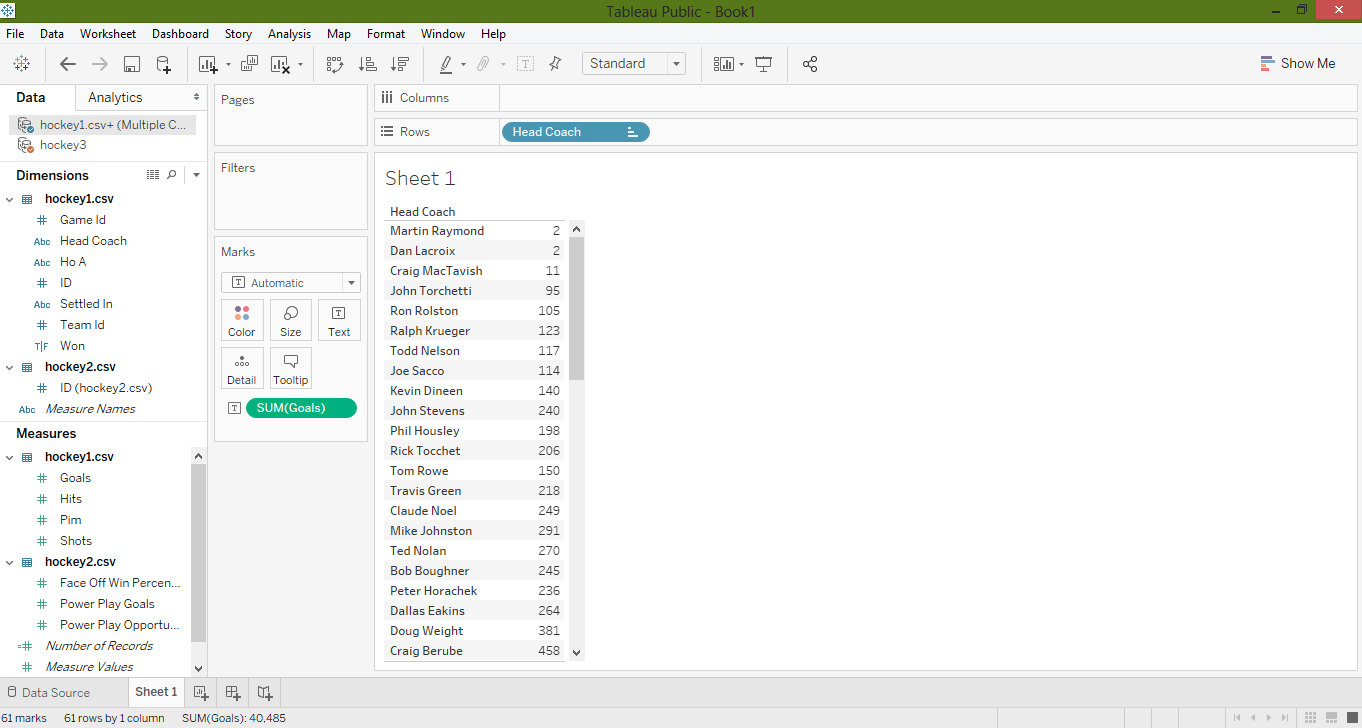 Tableau Public - Book1
File Data Worksheet Dashboard Story Analysis Map Format Window Help
Standard
Show Me
Data Analytics
hockey1.csv+ (Multiple C...
hockey3
Dimensions
hockey1.csv
Game Id
Abc Head Coach
Abc Ho A
ID
Abc Settled In
Team Id
T|F Won
hockey2.csv
ID (hockey2.csv)
Abc Measure Names
Measures
hockey1.csv
Goals
Hits
Pim
Shots
hockey2.csv
Face Off Win Percen...
Power Play Goals
Power Play Opportu...
Number of Records
Measure Values
Pages
Filters
Marks
Automatic
Color Size Text
Detail Tooltip
SUM(Goals)
Columns
Rows Head Coach
Sheet 1
Head Coach
Martin Raymond 2
Dan Lacroix 2
Craig MacTavish 11
John Torchetti 95
Ron Rolston 105
Ralph Krueger 123
Todd Nelson 117
Joe Sacco 114
Kevin Dineen 140
John Stevens 240
Phil Housley 198
Rick Tocchet 206
Tom Rowe 150
Travis Green 218
Claude Noel 249
Mike Johnston 291
Ted Nolan 270
Bob Boughner 245
Peter Horachek 236
Dallas Eakins 264
Doug Weight 381
Craig Berube 458
Data Source Sheet 1
61 marks 61 rows by 1 column SUM(Goals): 40,485